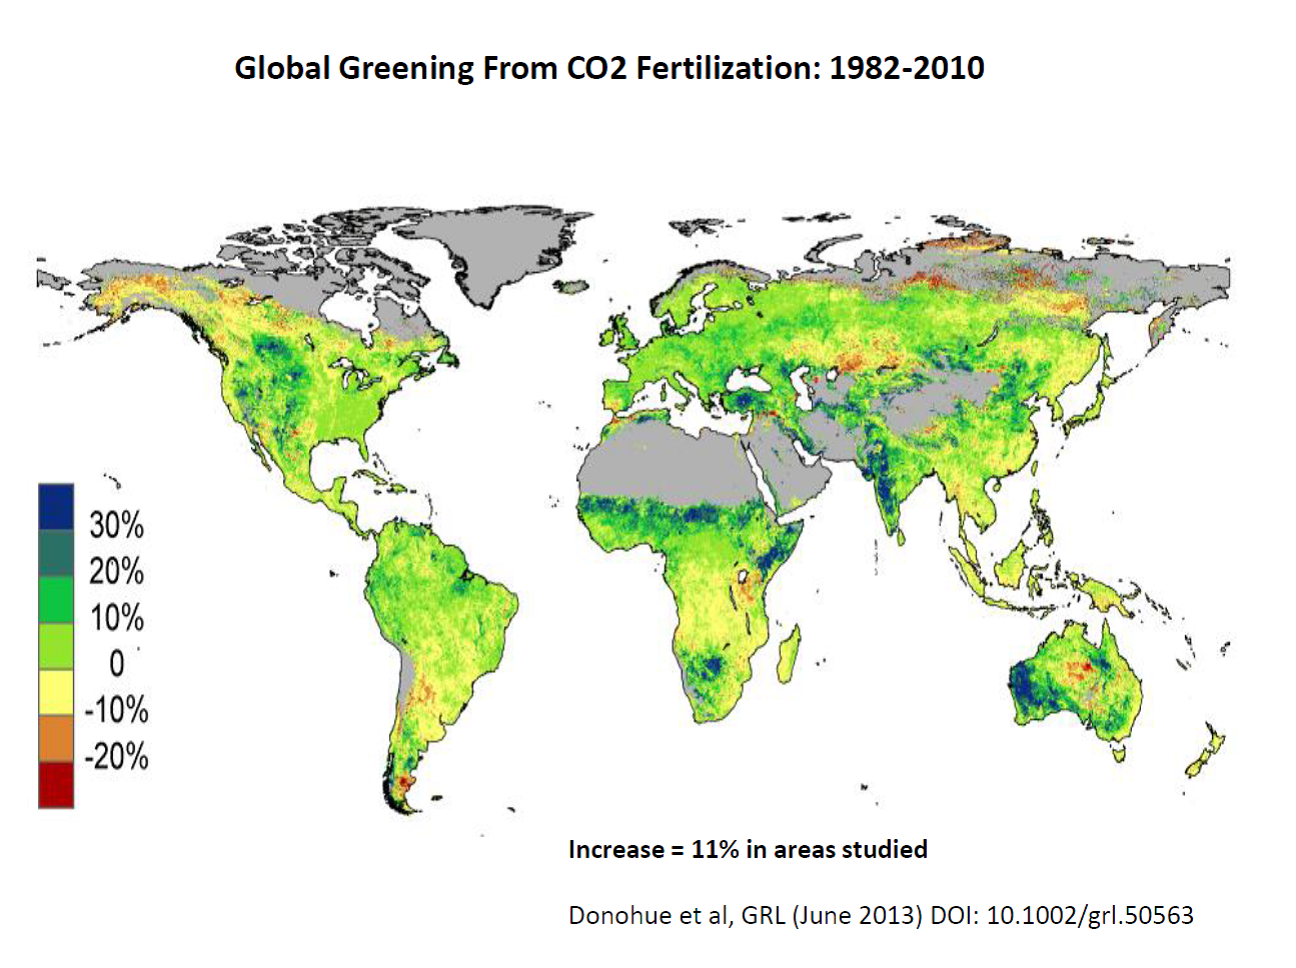 Global Greening From CO2 Fertilization: 1982-2010
30%
20%
10%
0
-10%
-20%
Increase = 11% in areas studied
Donohue et al, GRL (June 2013) DOI: 10.1002/grl.50563